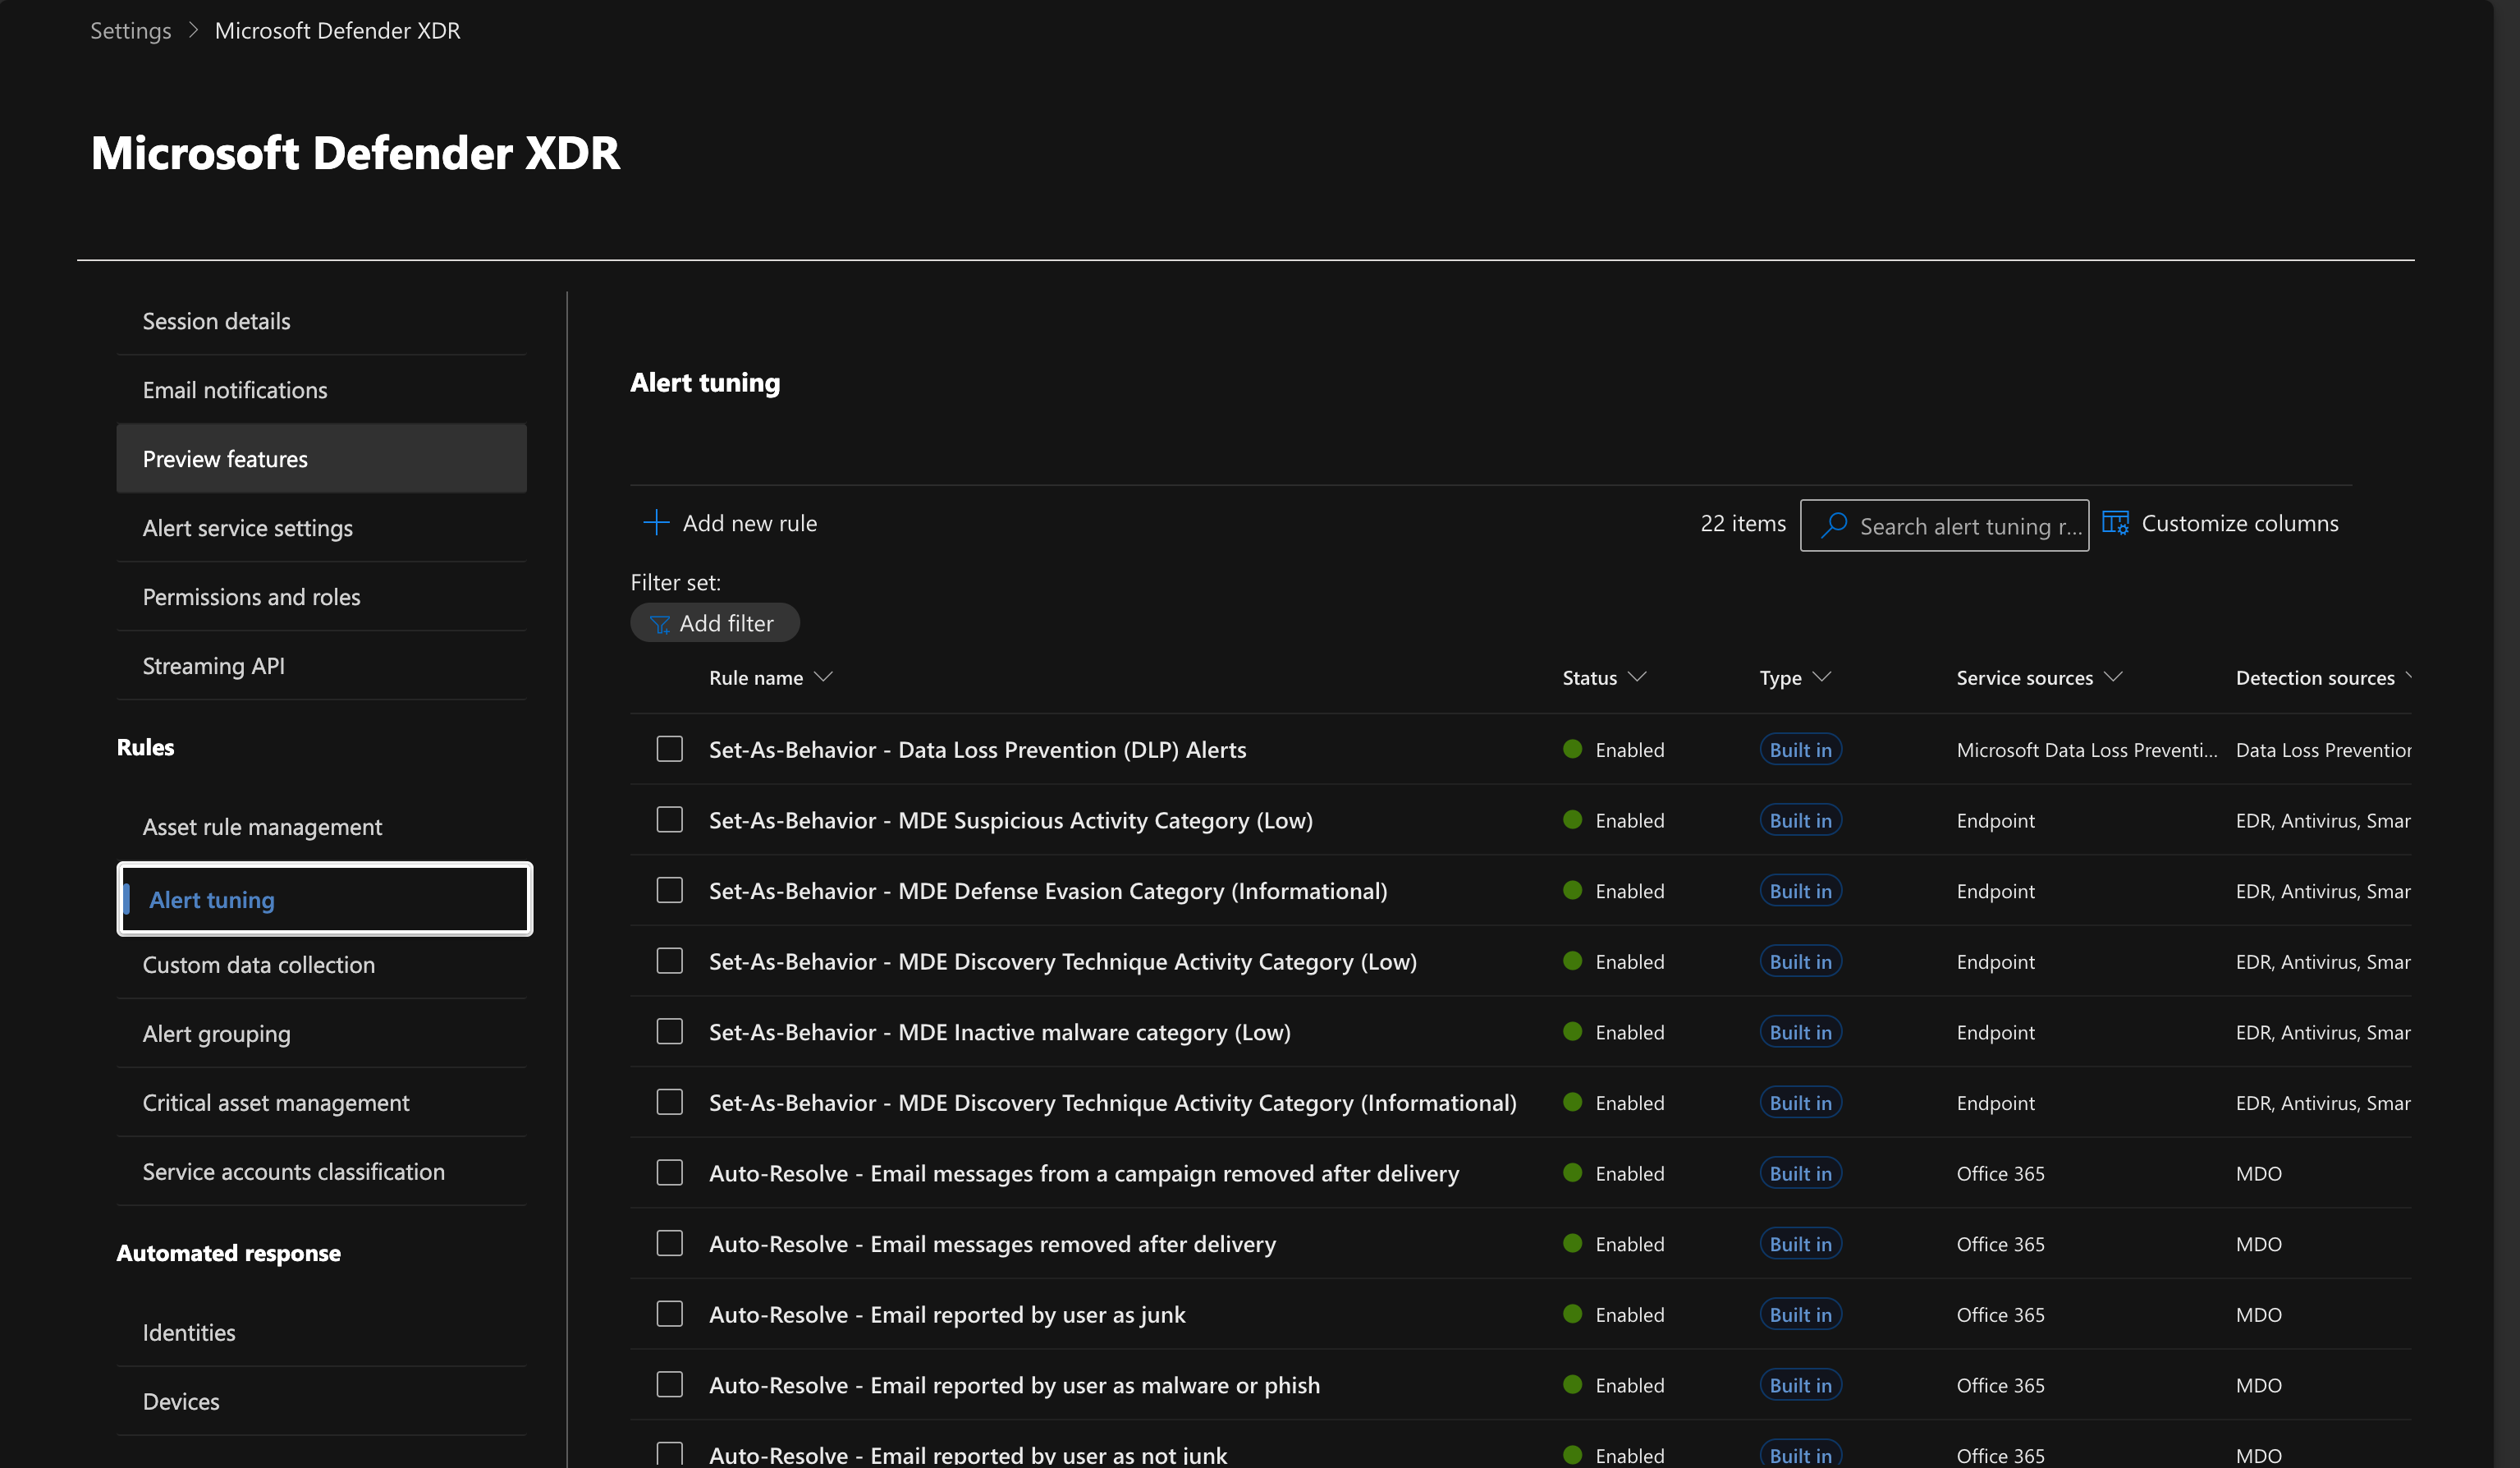 Settings > Microsoft Defender XDR
Microsoft Defender XDR
Session details
Email notifications
Preview features
Alert service settings
Permissions and roles
Streaming API
Rules
Asset rule management
Alert tuning
Custom data collection
Alert grouping
Critical asset management
Service accounts classification
Automated response
Identities
Devices
Alert tuning
Add new rule
22 items
Search alert tuning r...
Customize columns
Filter set:
Add filter
Rule name Status Type Service sources Detection sources
Set-As-Behavior - Data Loss Prevention (DLP) Alerts Enabled Built in Microsoft Data Loss Preventi... Data Loss Prevention
Set-As-Behavior - MDE Suspicious Activity Category (Low) Enabled Built in Endpoint EDR, Antivirus, Smar
Set-As-Behavior - MDE Defense Evasion Category (Informational) Enabled Built in Endpoint EDR, Antivirus, Smar
Set-As-Behavior - MDE Discovery Technique Activity Category (Low) Enabled Built in Endpoint EDR, Antivirus, Smar
Set-As-Behavior - MDE Inactive malware category (Low) Enabled Built in Endpoint EDR, Antivirus, Smar
Set-As-Behavior - MDE Discovery Technique Activity Category (Informational) Enabled Built in Endpoint EDR, Antivirus, Smar
Auto-Resolve - Email messages from a campaign removed after delivery Enabled Built in Office 365 MDO
Auto-Resolve - Email messages removed after delivery Enabled Built in Office 365 MDO
Auto-Resolve - Email reported by user as junk Enabled Built in Office 365 MDO
Auto-Resolve - Email reported by user as malware or phish Enabled Built in Office 365 MDO
Auto-Resolve - Email reported by user as not junk Enabled Built in Office 365 MDO